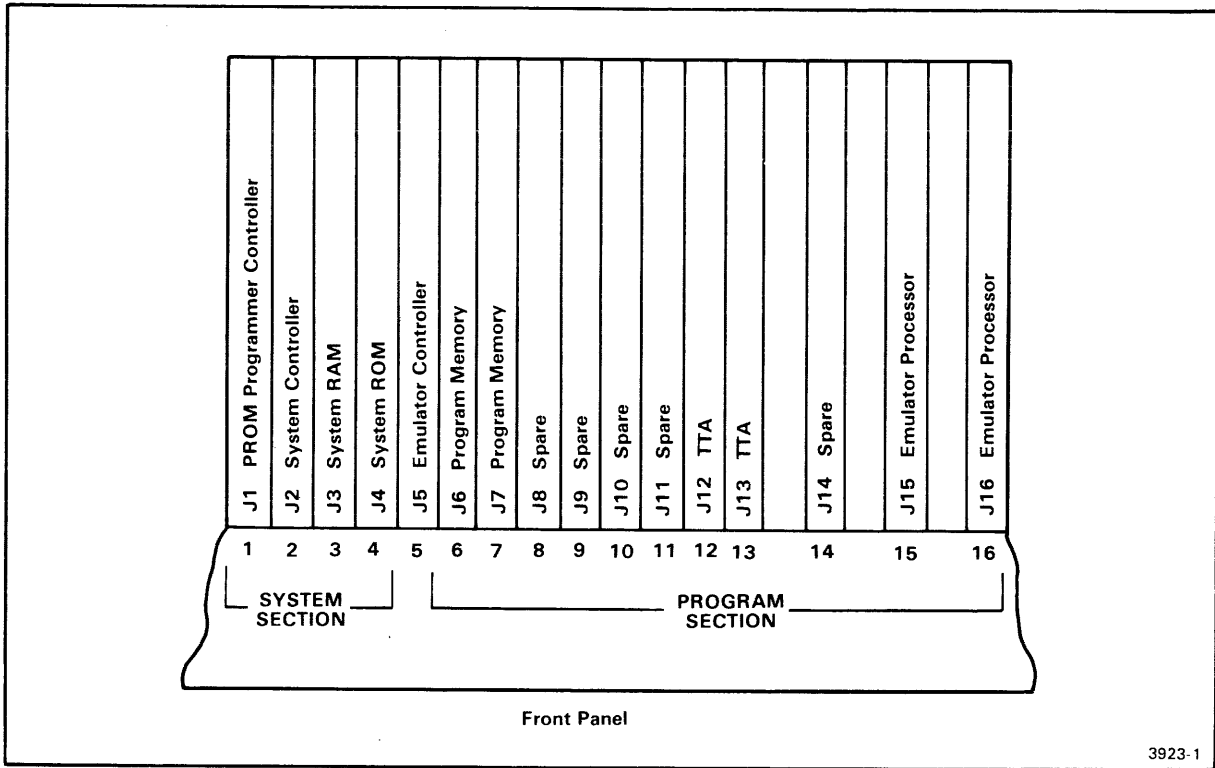 J1 PROM Programmer Controller
J2 System Controller
J3 System RAM
J4 System ROM
J5 Emulator Controller
J6 Program Memory
J7 Program Memory
J8 Spare
J9 Spare
J10 Spare
J11 Spare
J12 TTA
J13 TTA
J14 Spare
J15 Emulator Processor
J16 Emulator Processor
1 2 3 4 5 6 7 8 9 10 11 12 13 14 15 16
SYSTEM
SECTION
PROGRAM
SECTION
Front Panel
3923-1